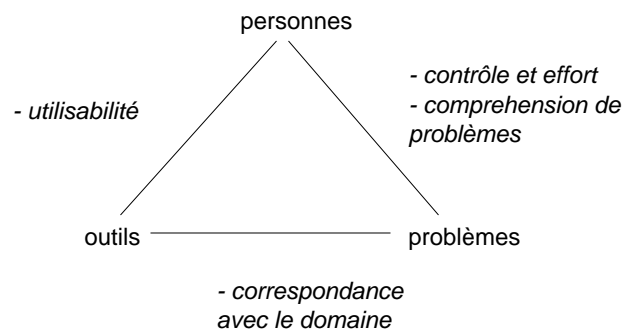 personnes
- contrôle et effort
- comprehension de
problèmes
- utilisabilité
outils
problèmes
- correspondance
avec le domaine